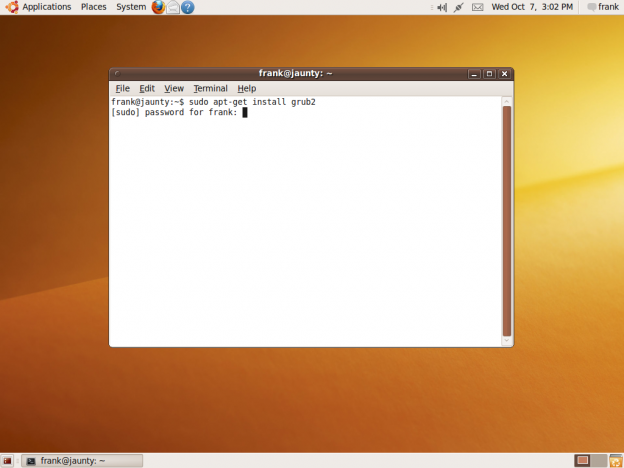 Applications Places System
Wed Oct 7, 3:02 PM frank
frank@jaunty: ~
File Edit View Terminal Help
frank@jaunty:~$ sudo apt-get install grub2
[sudo] password for frank:
frank@jaunty: ~